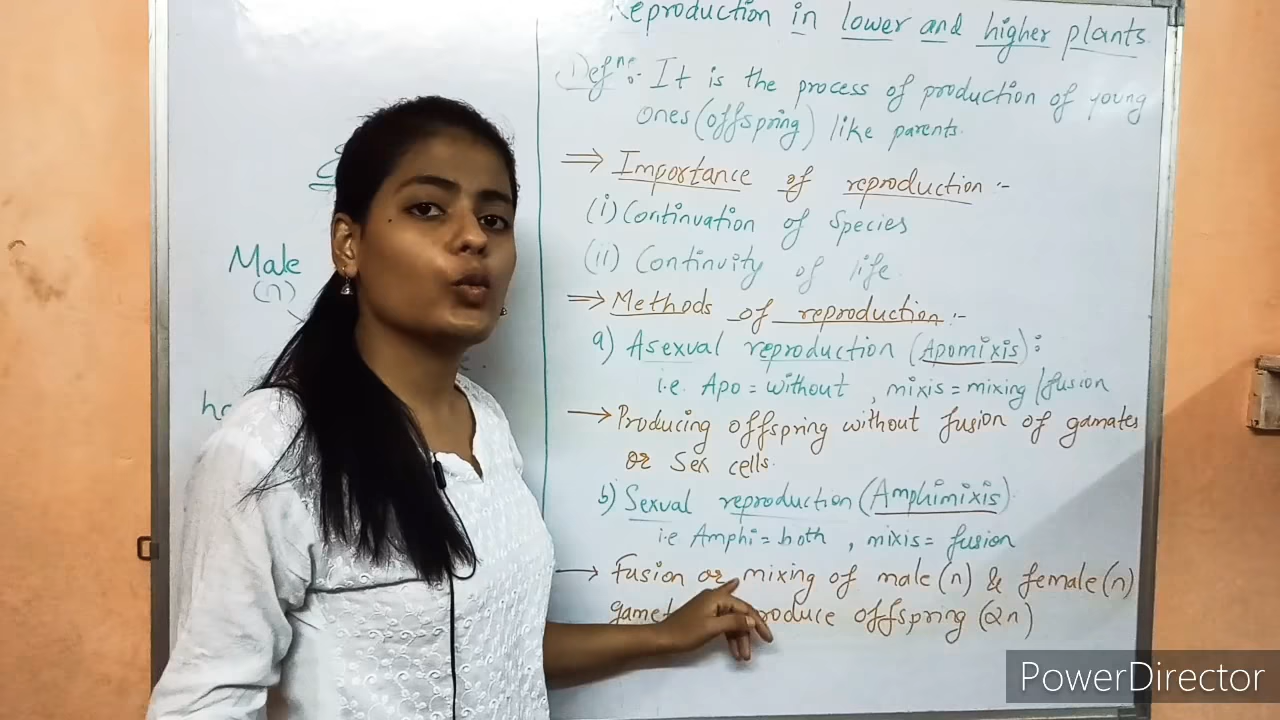 Reproduction in lower and higher plants
Defn:- It is the process of production of young
ones (offspring) like parents.
⇒ Importance of reproduction :-
(i) Continuation of species
(ii) Continuity of life.
⇒ Methods of reproduction :-
a) Asexual reproduction (Apomixis) :
i.e. Apo = without , mixis = mixing / fusion
→ Producing offspring without fusion of gamates
or Sex cells.
b) Sexual reproduction (Amphimixis)
i.e Amphi = both , mixis = fusion
→ Fusion or mixing of male (n) & female (n)
offspring (2n)
Male
(n)
PowerDirector